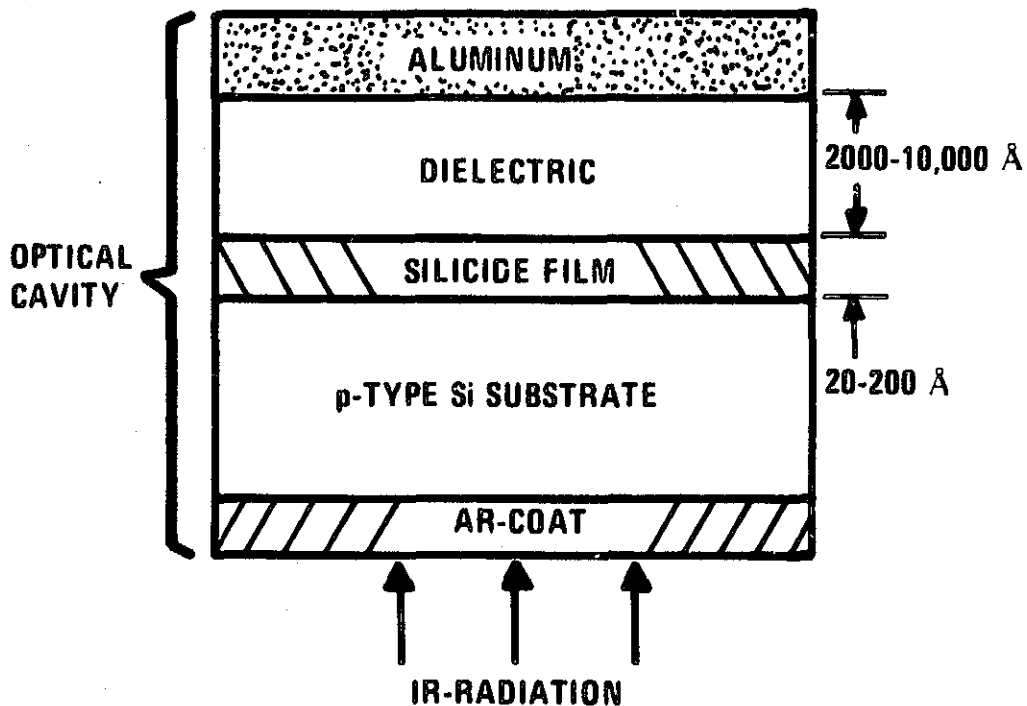 ALUMINUM
2000-10,000 Å
DIELECTRIC
OPTICAL
CAVITY
SILICIDE FILM
20-200 Å
p-TYPE Si SUBSTRATE
AR-COAT
IR-RADIATION